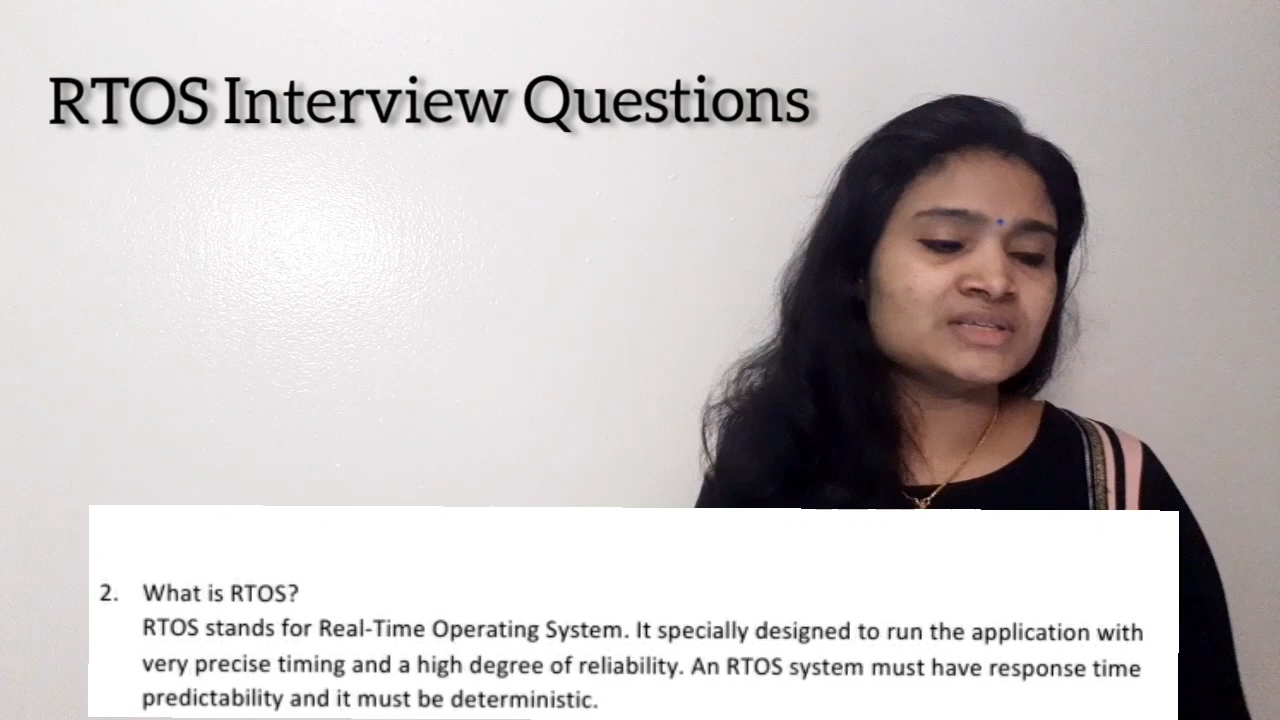 RTOS Interview Questions
2. What is RTOS?
RTOS stands for Real-Time Operating System. It specially designed to run the application with
very precise timing and a high degree of reliability. An RTOS system must have response time
predictability and it must be deterministic.